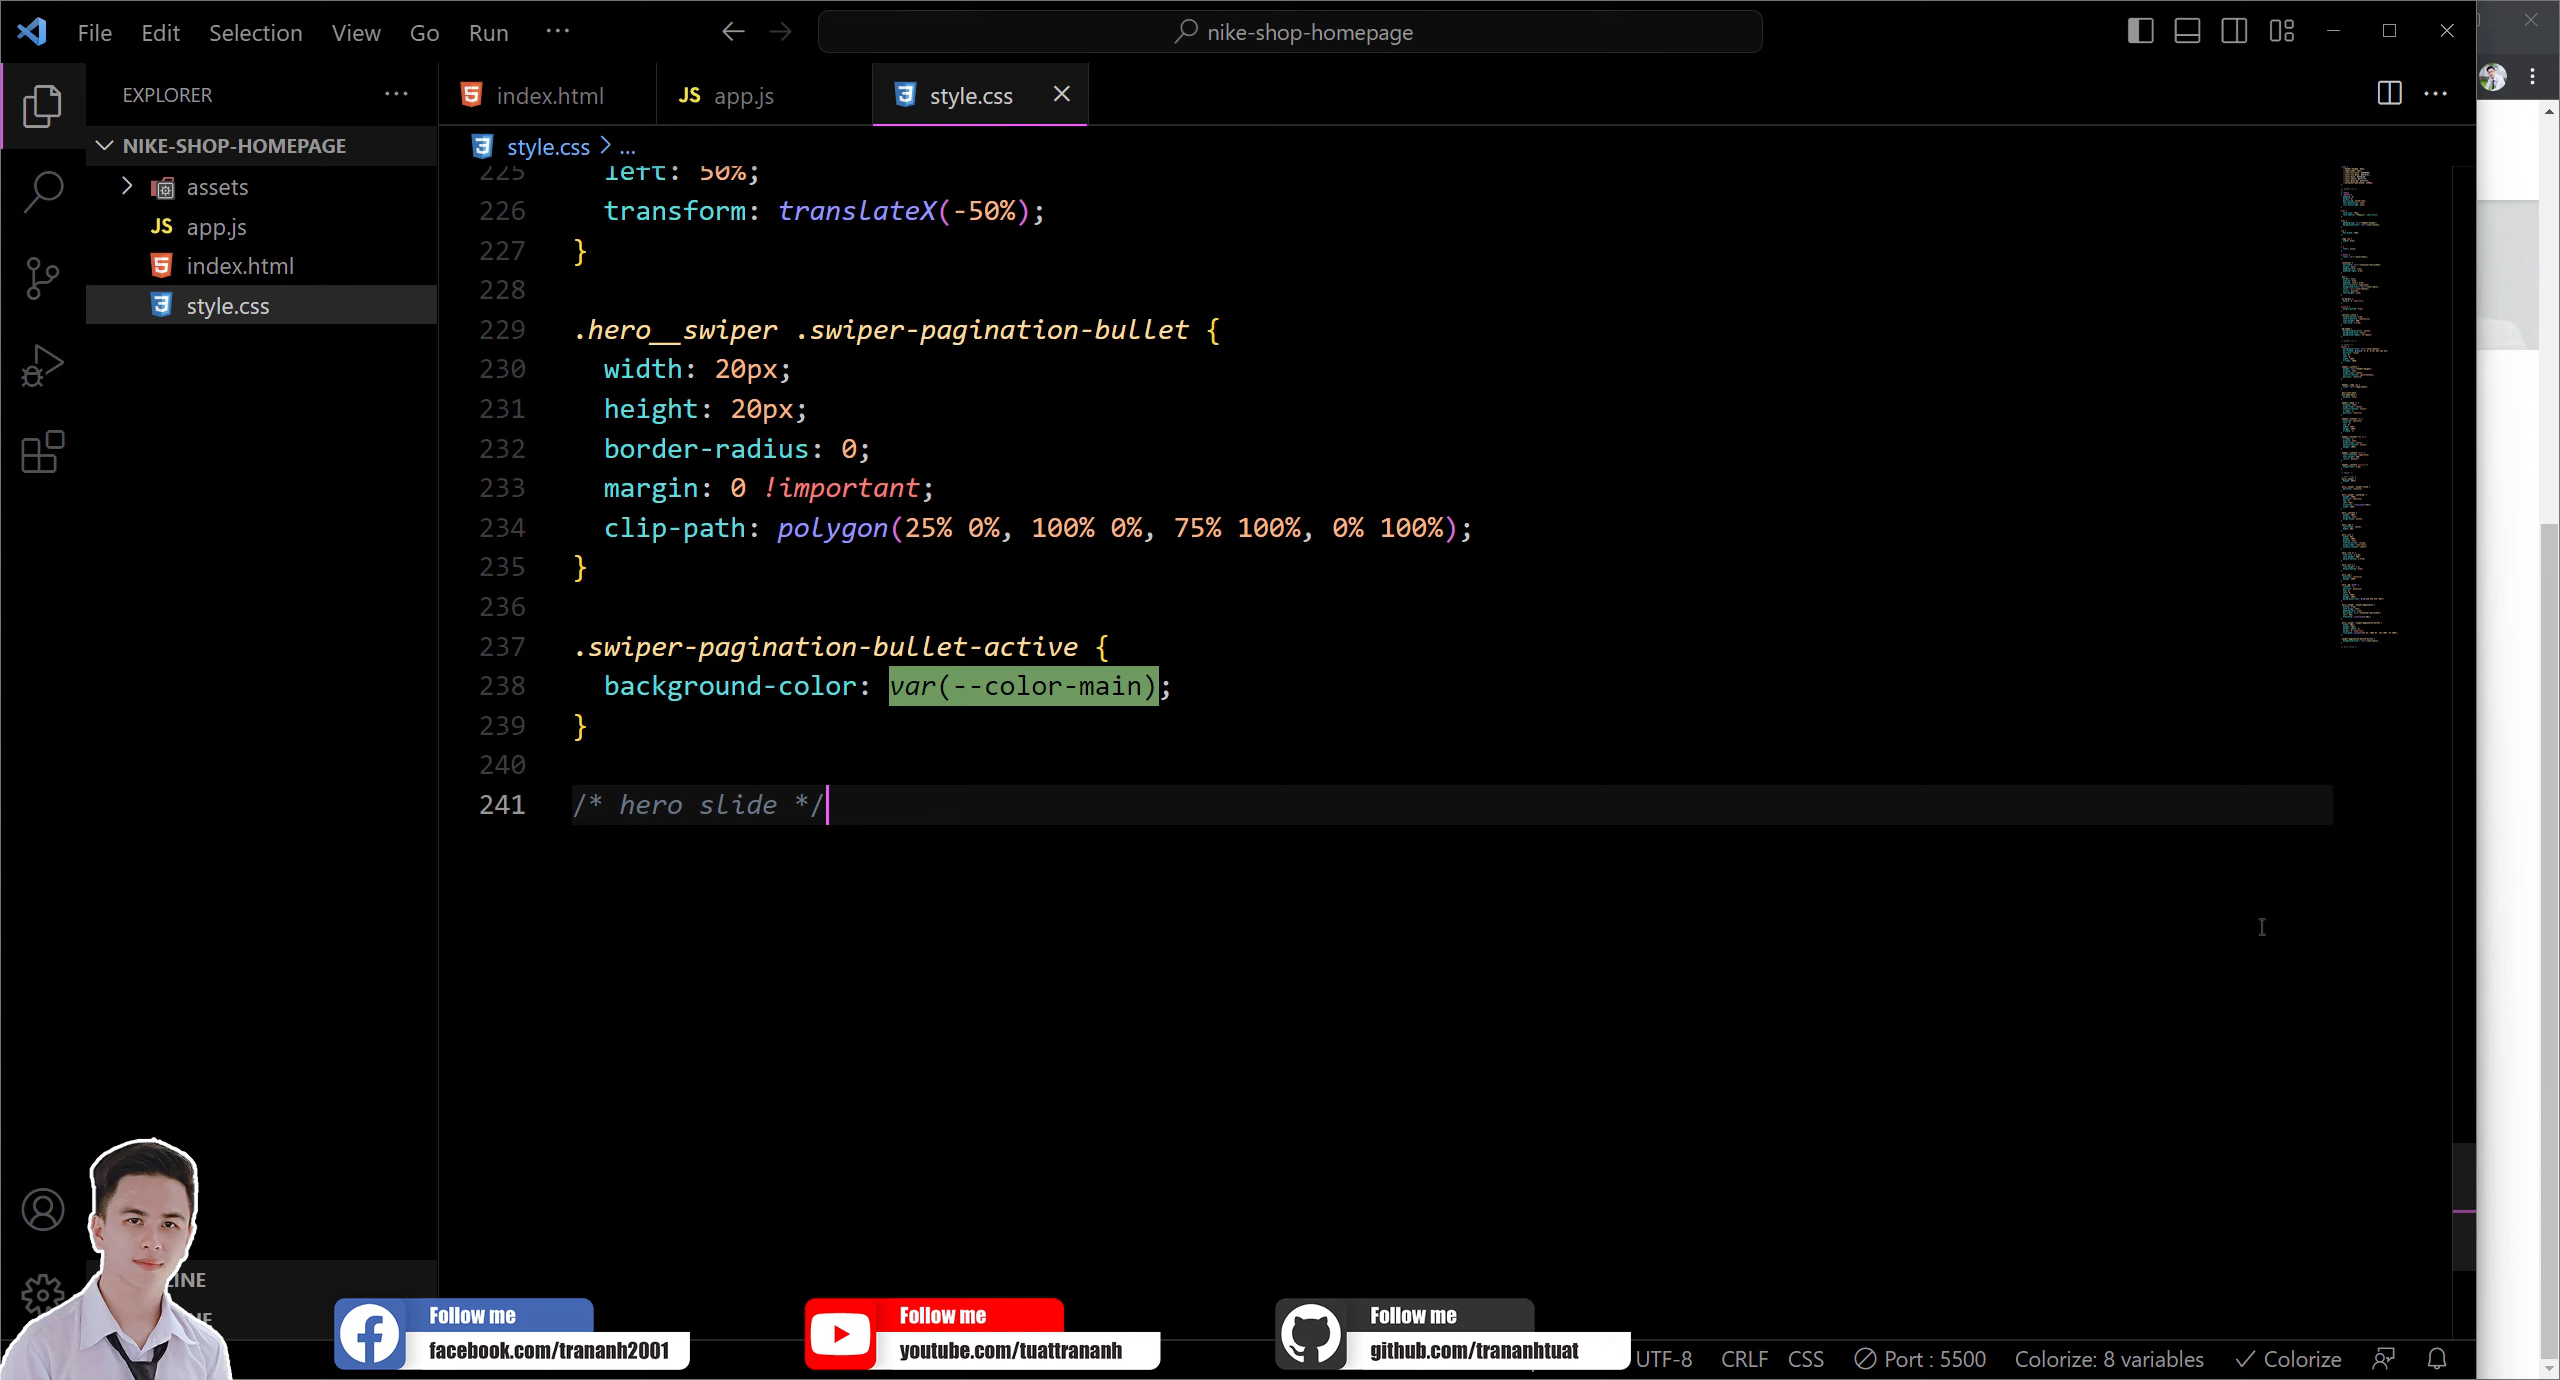 File Edit Selection View Go Run ···
nike-shop-homepage
EXPLORER
index.html
JS app.js
style.css
NIKE-SHOP-HOMEPAGE
style.css > ...
assets
JS app.js
index.html
style.css
225 left: 50%;
226 transform: translateX(-50%);
227 }
228
229 .hero__swiper .swiper-pagination-bullet {
230 width: 20px;
231 height: 20px;
232 border-radius: 0;
233 margin: 0 !important;
234 clip-path: polygon(25% 0%, 100% 0%, 75% 100%, 0% 100%);
235 }
236
237 .swiper-pagination-bullet-active {
238 background-color: var(--color-main);
239 }
240
241 /* hero slide */
Follow me
facebook.com/trananh2001
Follow me
youtube.com/tuattrananh
Follow me
github.com/trananhtuat
UTF-8 CRLF CSS Port : 5500 Colorize: 8 variables Colorize